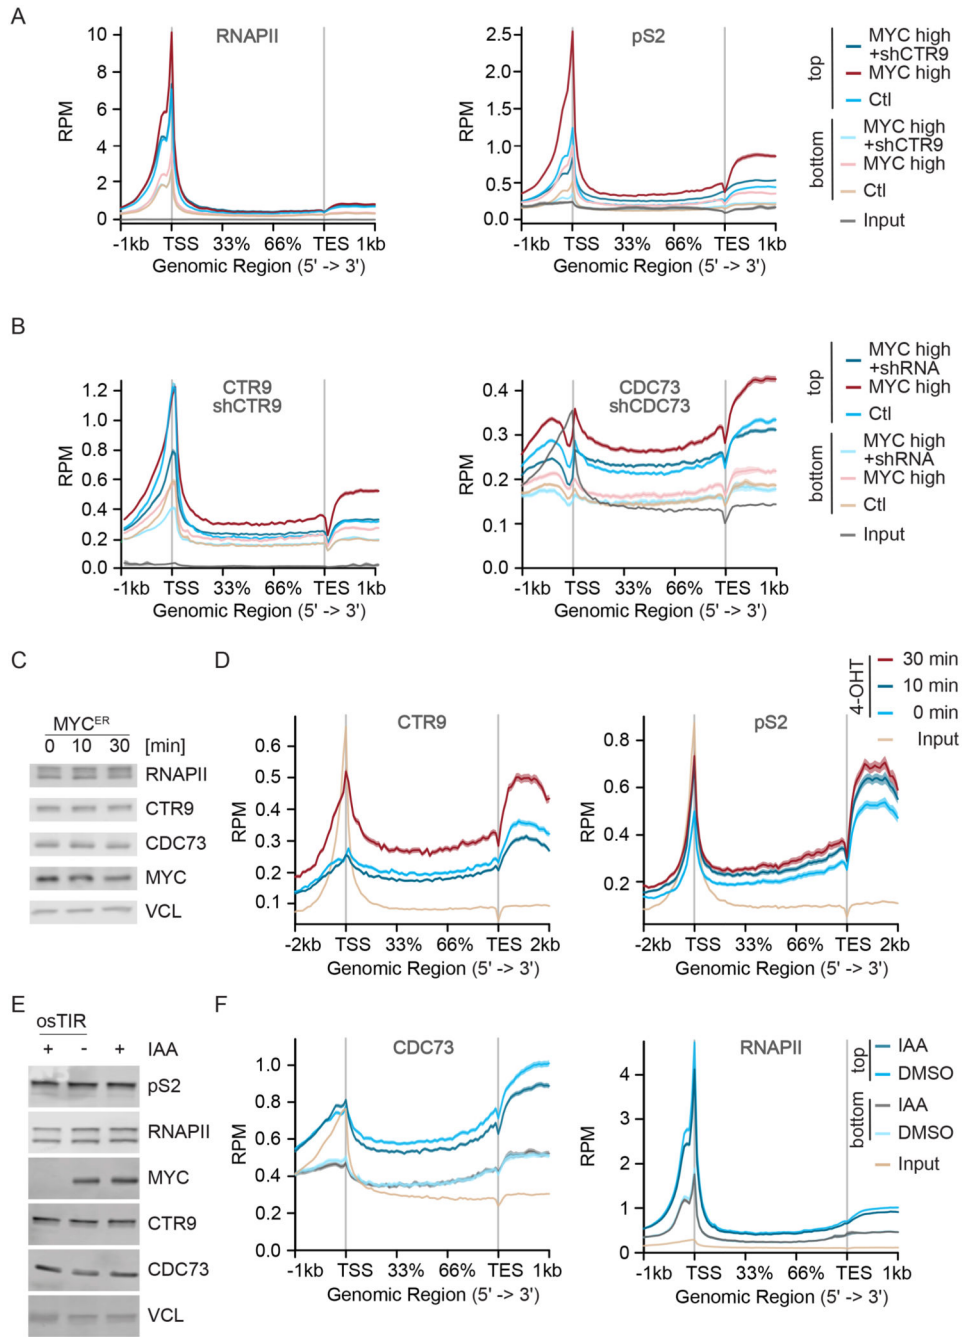 A
RNAPII
RPM
10
8
6
4
2
0
-1kb TSS 33% 66% TES 1kb
Genomic Region (5' -> 3')
pS2
RPM
2.5
2.0
1.5
1.0
0.5
0.0
-1kb TSS 33% 66% TES 1kb
Genomic Region (5' -> 3')
top
MYC high
+shCTR9
MYC high
Ctl
bottom
MYC high
+shCTR9
MYC high
Ctl
Input
B
CTR9
shCTR9
RPM
1.2
1.0
0.8
0.6
0.4
0.2
0.0
-1kb TSS 33% 66% TES 1kb
Genomic Region (5' -> 3')
CDC73
shCDC73
RPM
0.4
0.3
0.2
0.1
0.0
-1kb TSS 33% 66% TES 1kb
Genomic Region (5' -> 3')
top
MYC high
+shRNA
MYC high
Ctl
bottom
MYC high
+shRNA
MYC high
Ctl
Input
C
MYCER
0 10 30 [min]
RNAPII
CTR9
CDC73
MYC
VCL
D
CTR9
RPM
0.6
0.5
0.4
0.3
0.2
0.1
-2kb TSS 33% 66% TES 2kb
Genomic Region (5' -> 3')
pS2
RPM
0.8
0.6
0.4
0.2
-2kb TSS 33% 66% TES 2kb
Genomic Region (5' -> 3')
4-OHT
30 min
10 min
0 min
Input
E
osTIR
+ - + IAA
pS2
RNAPII
MYC
CTR9
CDC73
VCL
F
CDC73
RPM
1.0
0.8
0.6
0.4
0.2
0.0
-1kb TSS 33% 66% TES 1kb
Genomic Region (5' -> 3')
RNAPII
RPM
4
3
2
1
0
-1kb TSS 33% 66% TES 1kb
Genomic Region (5' -> 3')
top
IAA
DMSO
bottom
IAA
DMSO
Input